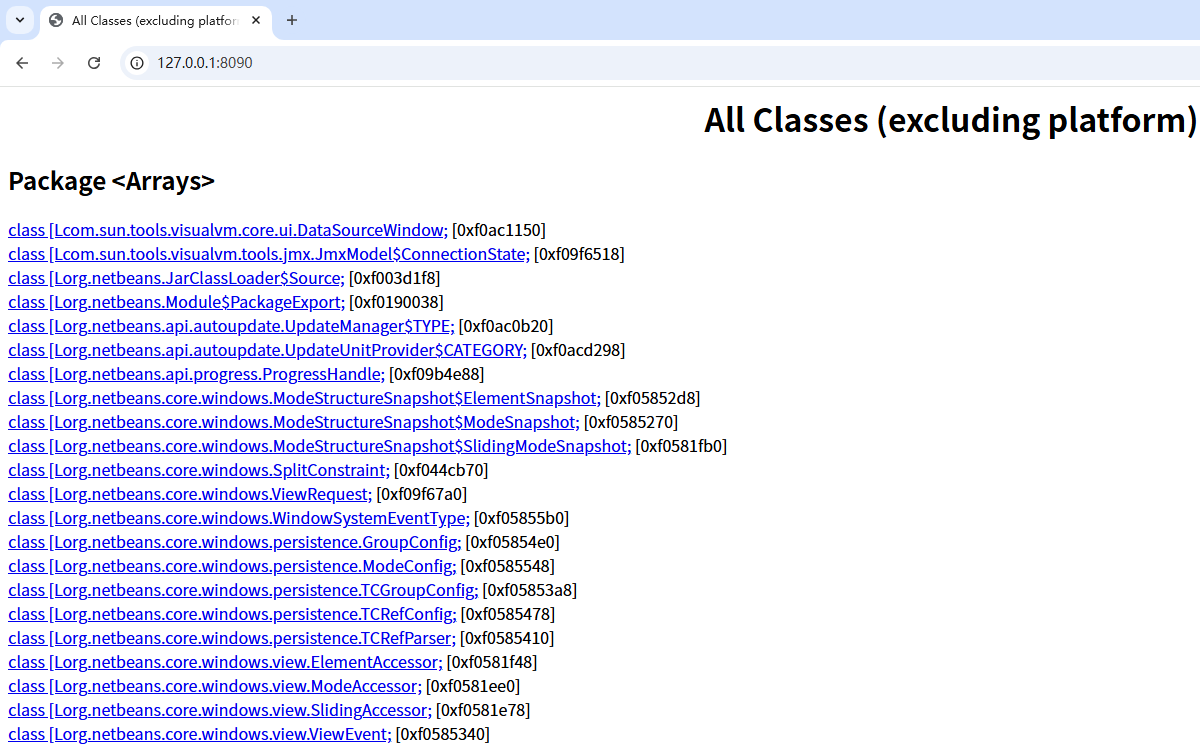 All Classes (excluding platfor
127.0.0.1:8090
All Classes (excluding platform)
Package <Arrays>
class [Lcom.sun.tools.visualvm.core.ui.DataSourceWindow; [0xf0ac1150]
class [Lcom.sun.tools.visualvm.tools.jmx.JmxModel$ConnectionState; [0xf09f6518]
class [Lorg.netbeans.JarClassLoader$Source; [0xf003d1f8]
class [Lorg.netbeans.Module$PackageExport; [0xf0190038]
class [Lorg.netbeans.api.autoupdate.UpdateManager$TYPE; [0xf0ac0b20]
class [Lorg.netbeans.api.autoupdate.UpdateUnitProvider$CATEGORY; [0xf0acd298]
class [Lorg.netbeans.api.progress.ProgressHandle; [0xf09b4e88]
class [Lorg.netbeans.core.windows.ModeStructureSnapshot$ElementSnapshot; [0xf05852d8]
class [Lorg.netbeans.core.windows.ModeStructureSnapshot$ModeSnapshot; [0xf0585270]
class [Lorg.netbeans.core.windows.ModeStructureSnapshot$SlidingModeSnapshot; [0xf0581fb0]
class [Lorg.netbeans.core.windows.SplitConstraint; [0xf044cb70]
class [Lorg.netbeans.core.windows.ViewRequest; [0xf09f67a0]
class [Lorg.netbeans.core.windows.WindowSystemEventType; [0xf05855b0]
class [Lorg.netbeans.core.windows.persistence.GroupConfig; [0xf05854e0]
class [Lorg.netbeans.core.windows.persistence.ModeConfig; [0xf0585548]
class [Lorg.netbeans.core.windows.persistence.TCGroupConfig; [0xf05853a8]
class [Lorg.netbeans.core.windows.persistence.TCRefConfig; [0xf0585478]
class [Lorg.netbeans.core.windows.persistence.TCRefParser; [0xf0585410]
class [Lorg.netbeans.core.windows.view.ElementAccessor; [0xf0581f48]
class [Lorg.netbeans.core.windows.view.ModeAccessor; [0xf0581ee0]
class [Lorg.netbeans.core.windows.view.SlidingAccessor; [0xf0581e78]
class [Lorg.netbeans.core.windows.view.ViewEvent; [0xf0585340]